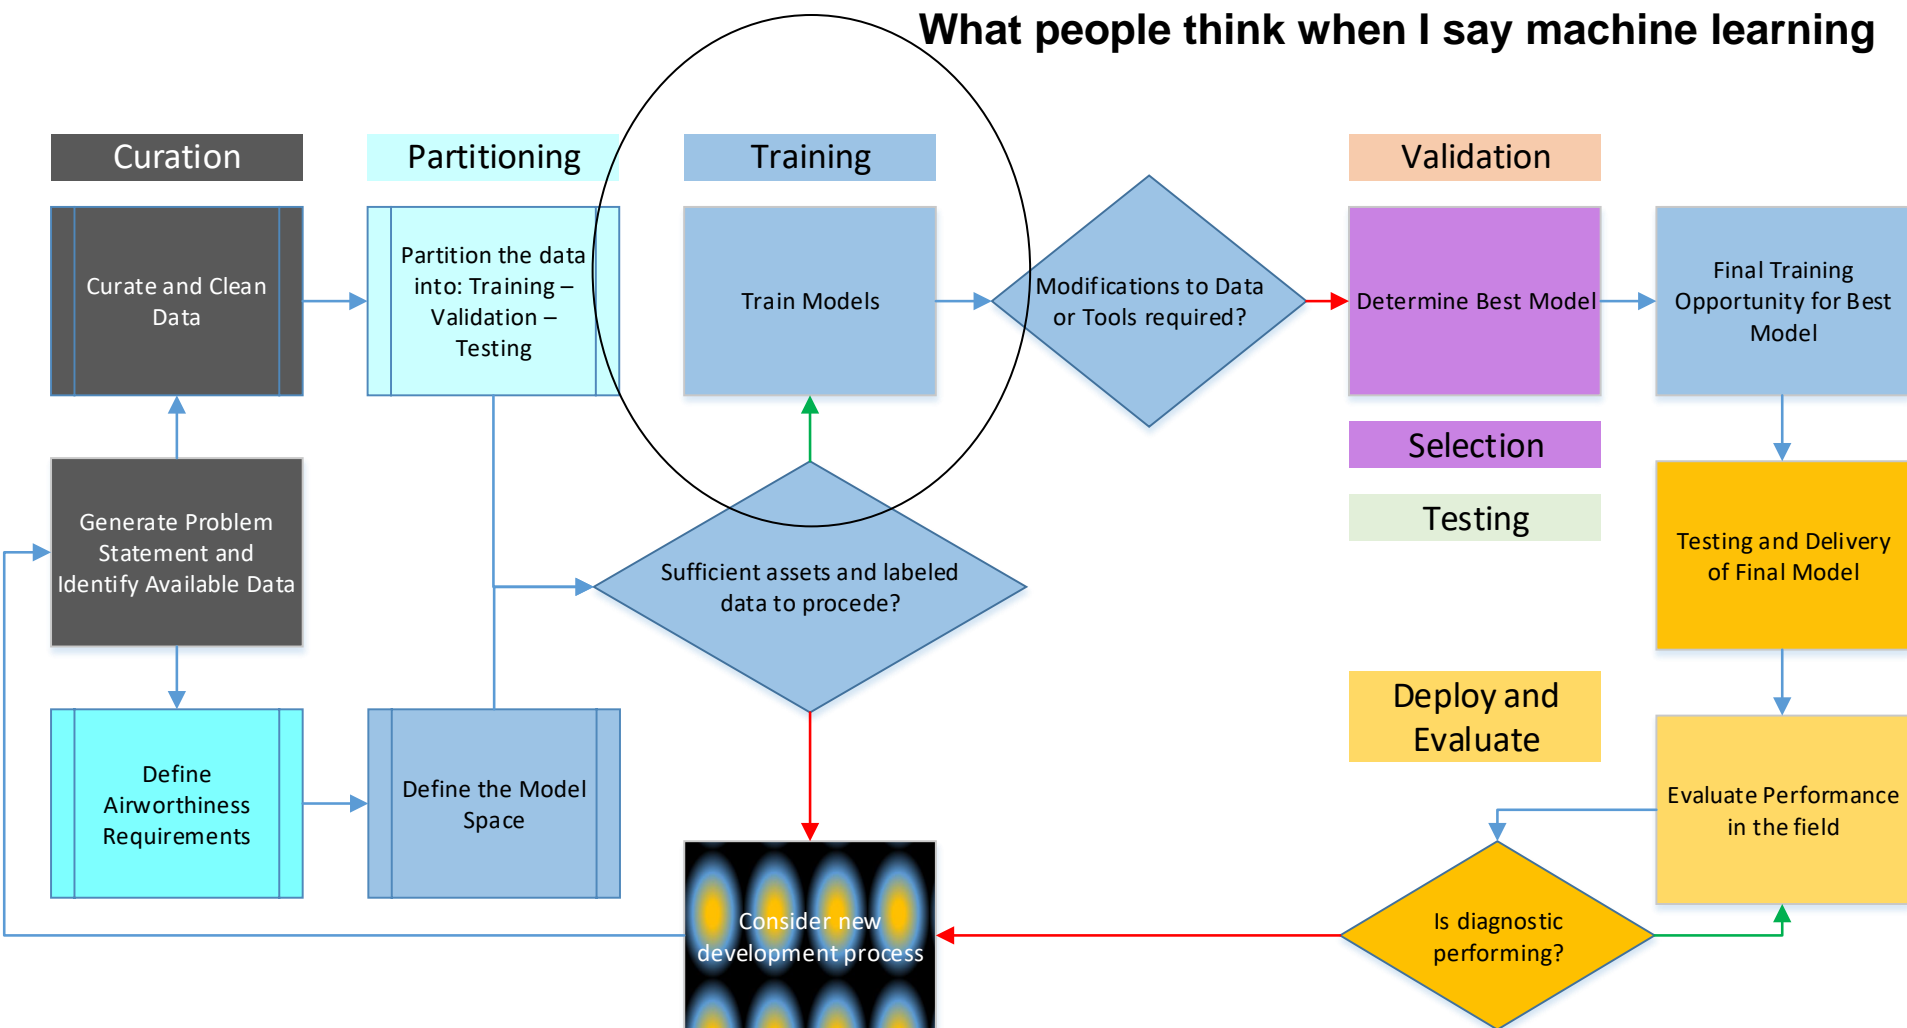 What people think when I say machine learning
Curation
Partitioning
Training
Validation
Curate and Clean
Data
Partition the data
into: Training –
Validation –
Testing
Train Models
Modifications to Data
or Tools required?
Determine Best Model
Final Training
Opportunity for Best
Model
Selection
Testing
Generate Problem
Statement and
Identify Available Data
Sufficient assets and labeled
data to procede?
Testing and Delivery
of Final Model
Deploy and
Evaluate
Define
Airworthiness
Requirements
Define the Model
Space
Evaluate Performance
in the field
Consider new
development process
Is diagnostic
performing?